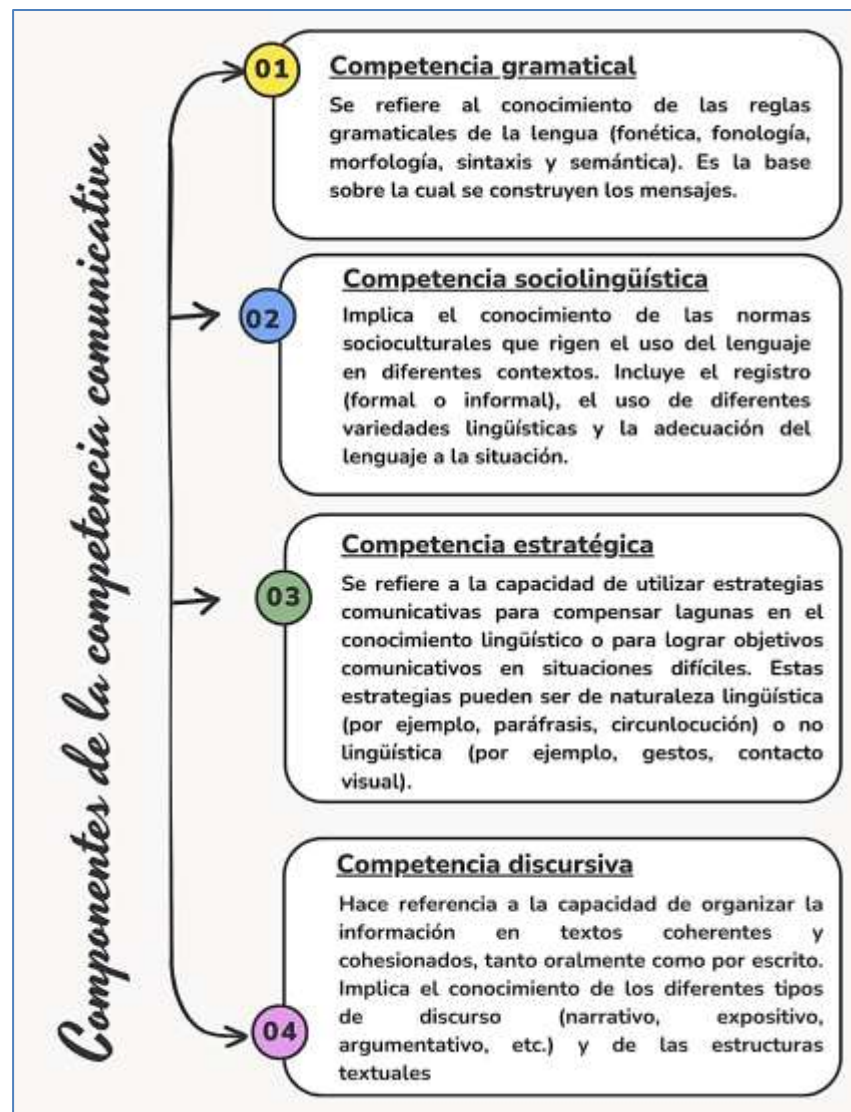 Componentes de la competencia comunicativa
01
Competencia gramatical
Se refiere al conocimiento de las reglas
gramaticales de la lengua (fonética, fonología,
morfología, sintaxis y semántica). Es la base
sobre la cual se construyen los mensajes.
02
Competencia sociolingüística
Implica el conocimiento de las normas
socioculturales que rigen el uso del lenguaje
en diferentes contextos. Incluye el registro
(formal o informal), el uso de diferentes
variedades lingüísticas y la adecuación del
lenguaje a la situación.
03
Competencia estratégica
Se refiere a la capacidad de utilizar estrategias
comunicativas para compensar lagunas en el
conocimiento lingüístico o para lograr objetivos
comunicativos en situaciones difíciles. Estas
estrategias pueden ser de naturaleza lingüística
(por ejemplo, paráfrasis, circunlocución) o no
lingüística (por ejemplo, gestos, contacto
visual).
04
Competencia discursiva
Hace referencia a la capacidad de organizar la
información en textos coherentes y
cohesionados, tanto oralmente como por escrito.
Implica el conocimiento de los diferentes tipos
de discurso (narrativo, expositivo,
argumentativo, etc.) y de las estructuras
textuales